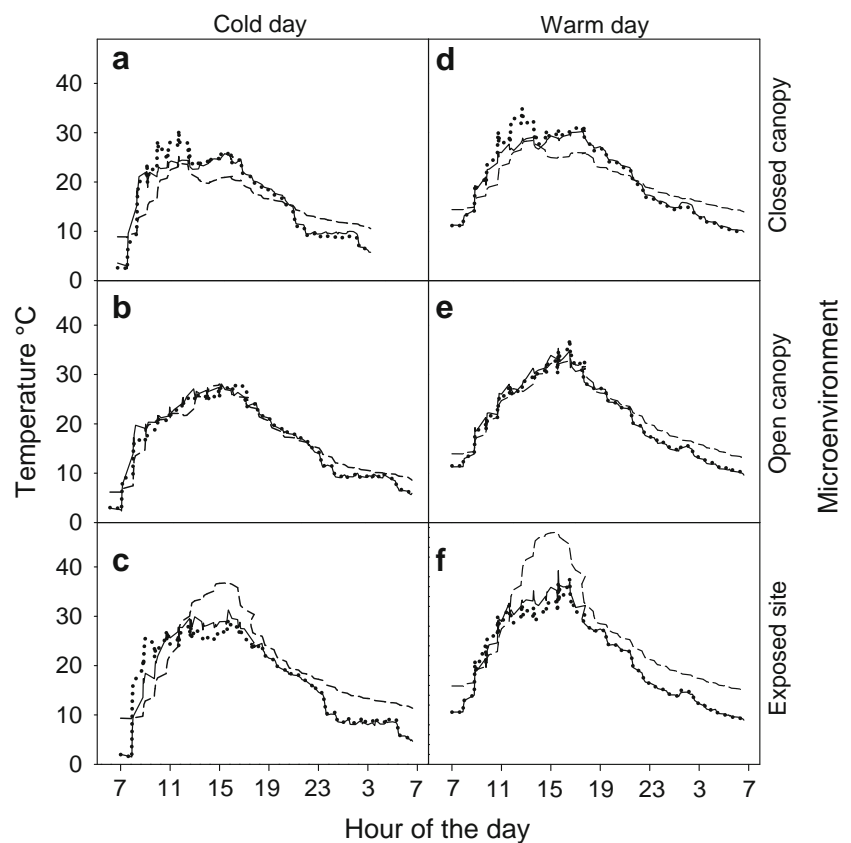 Cold day
Warm day
a
d
40
30
20
10
0
Closed canopy
b
e
40
30
20
10
0
Open canopy
c
f
40
30
20
10
0
Exposed site
Temperature °C
Microenvironment
7 11 15 19 23 3 7
7 11 15 19 23 3 7
Hour of the day